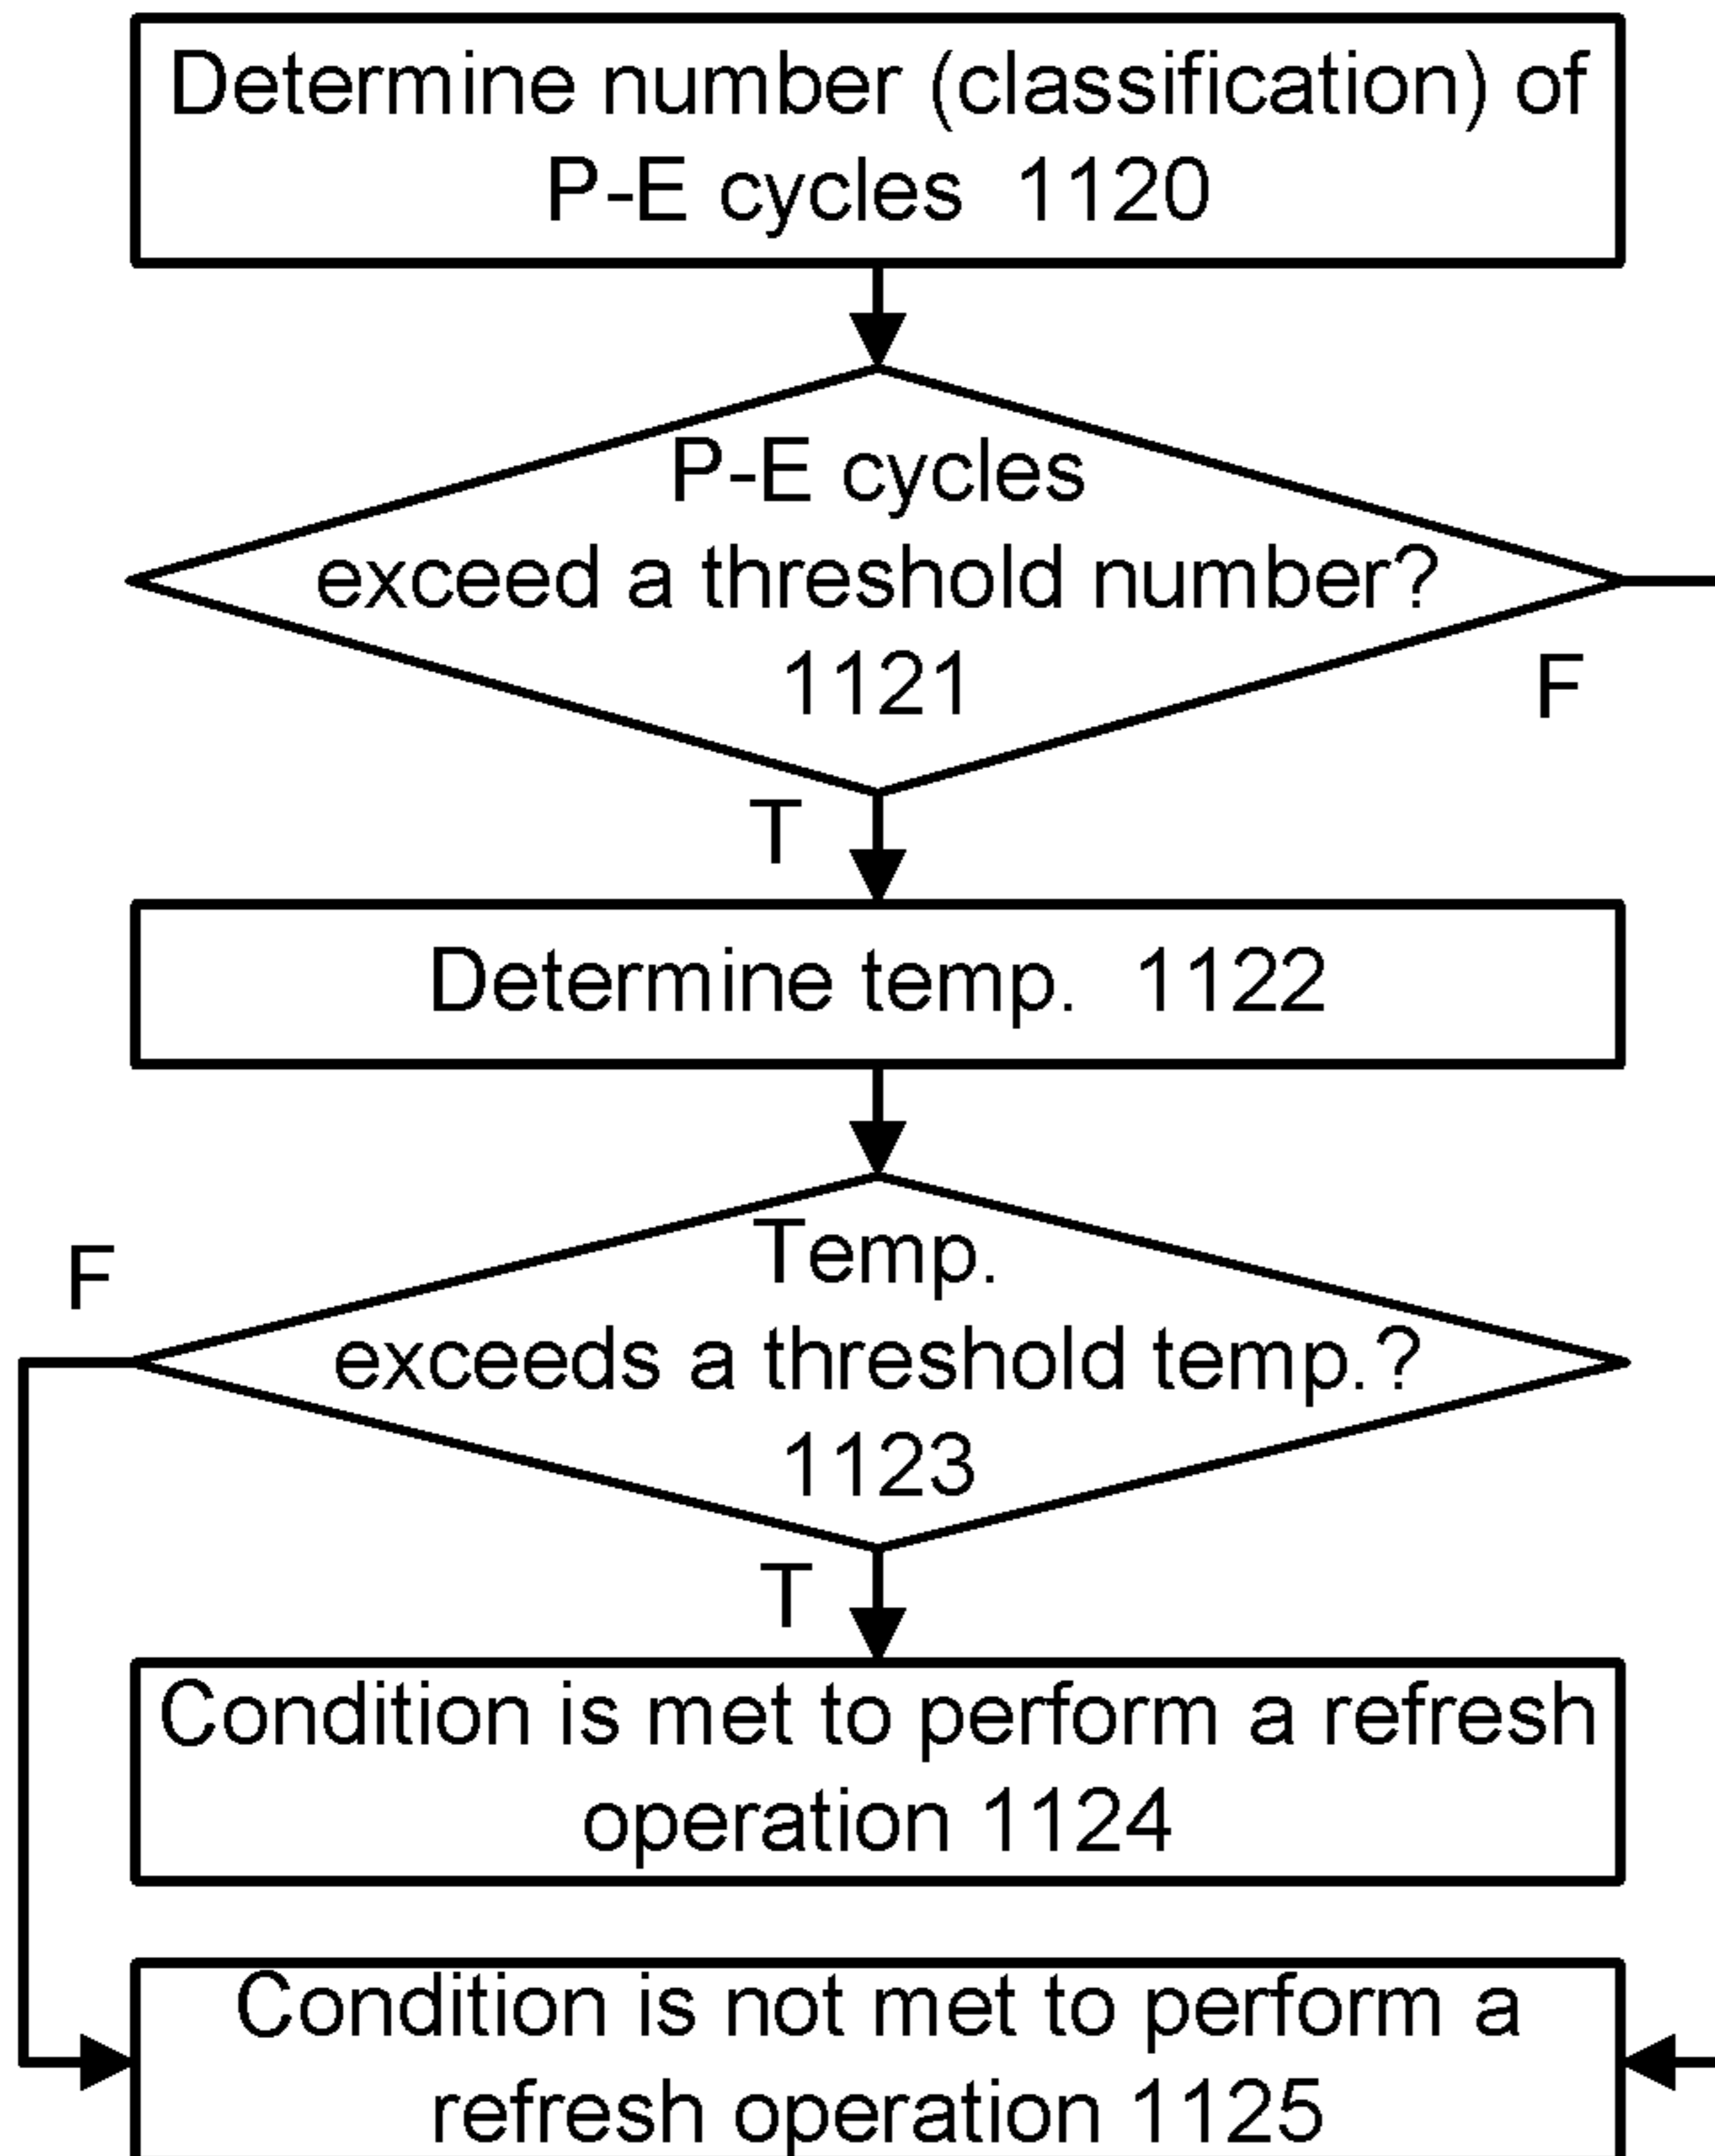 Determine number (classification) of
P-E cycles 1120
P-E cycles
exceed a threshold number?
1121
F
T
Determine temp. 1122
Temp.
F
exceeds a threshold temp.?
1123
T
Condition is met to perform a refresh
operation 1124
Condition is not met to perform a
refresh operation 1125